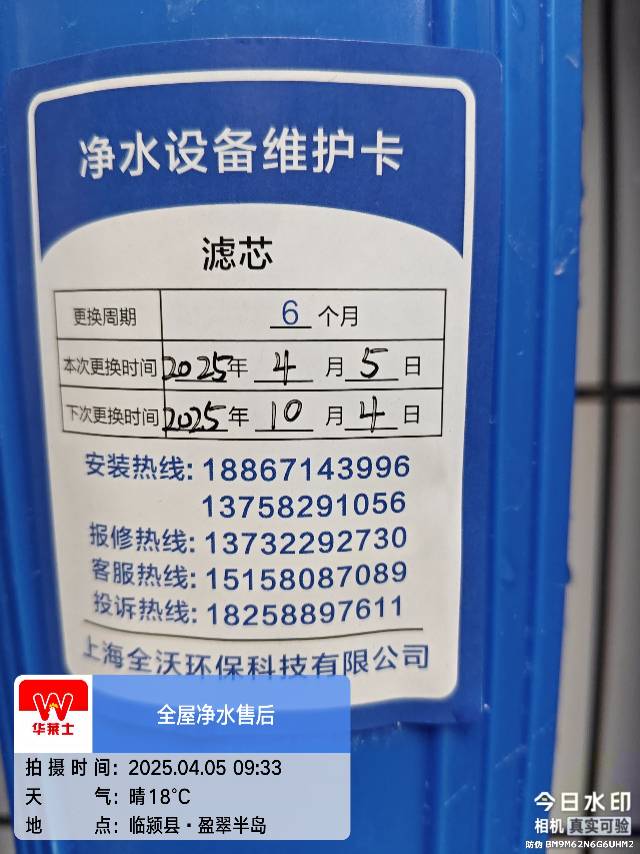 净水设备维护卡
滤芯
更换周期 6 个月
本次更换时间 2025年 4 月 5 日
下次更换时间 2025年 10 月 4 日
安装热线: 18867143996
13758291056
报修热线: 13732292730
客服热线: 15158087089
投诉热线: 18258897611
上海全沃环保科技有限公司
华莱士
全屋净水售后
拍摄时间: 2025.04.05 09:33
天气: 晴18℃
地点: 临颍县·盈翠半岛
今日水印
相机 真实可验
防伪 BM9M62N6G6UHM2